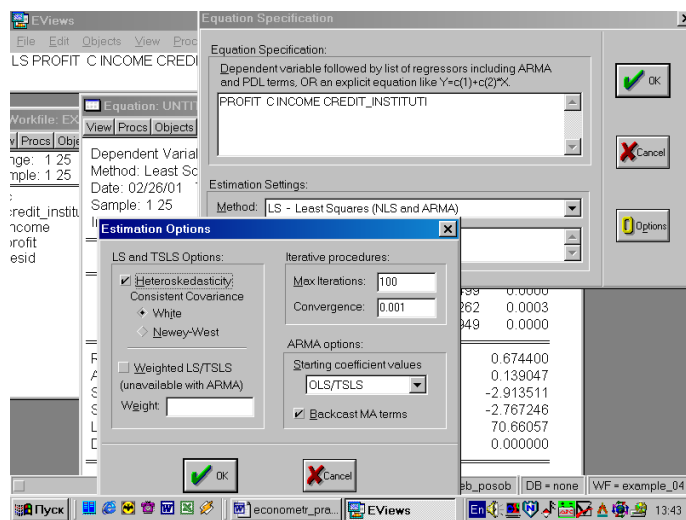 EViews
File Edit Objects View Proc
LS PROFIT C INCOME CREDI
Equation Specification
Equation Specification:
Dependent variable followed by list of regressors including ARMA
and PDL terms, OR an explicit equation like Y=c(1)+c(2)*X.
PROFIT C INCOME CREDIT_INSTITUTI
OK
Cancel
Options
Estimation Settings:
Method: LS - Least Squares (NLS and ARMA)
Workfile: EX
Procs Obje
nge: 1 25
mple: 1 25
credit_institu
ncome
profit
esid
Equation: UNTIT
View Procs Objects
Dependent Variab
Method: Least Sq
Date: 02/26/01
Sample: 1 25
Estimation Options
LS and TSLS Options:
Heteroskedasticity
Consistent Covariance
White
Newey-West
Weighted LS/TSLS
(unavailable with ARMA)
Weight:
Iterative procedures:
Max Iterations: 100
Convergence: 0.001
ARMA options:
Starting coefficient values
OLS/TSLS
Backcast MA terms
OK
Cancel
499 0.0000
262 0.0003
949 0.0000
0.674400
0.139047
-2.913511
-2.767246
70.66057
0.000000
eb_posob DB = none WF = example_04
Пуск
econometr_pra...
EViews
En
13:43